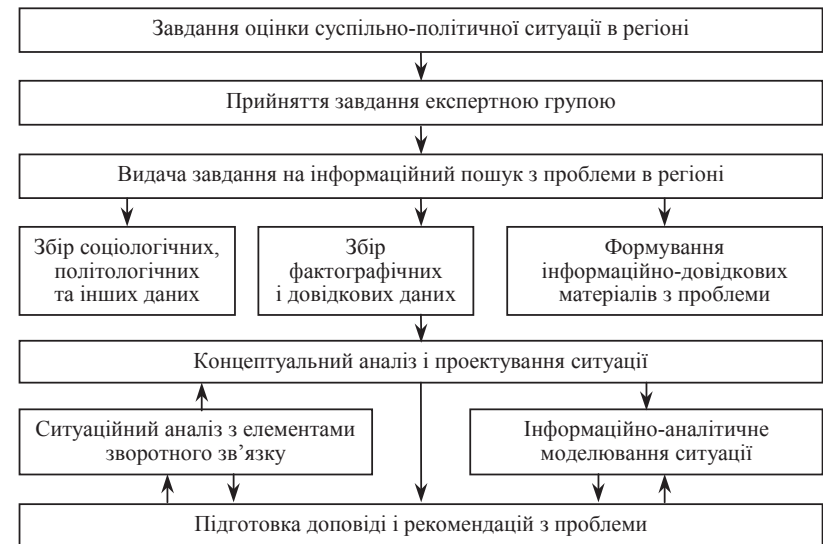 Завдання оцінки суспільно-політичної ситуації в регіоні
Прийняття завдання експертною групою
Видача завдання на інформаційний пошук з проблеми в регіоні
Збір соціологічних,
політологічних
та інших даних
Збір
фактографічних
і довідкових даних
Формування
інформаційно-довідкових
матеріалів з проблеми
Концептуальний аналіз і проектування ситуації
Ситуаційний аналіз з елементами
зворотного зв’язку
Інформаційно-аналітичне
моделювання ситуації
Підготовка доповіді і рекомендацій з проблеми